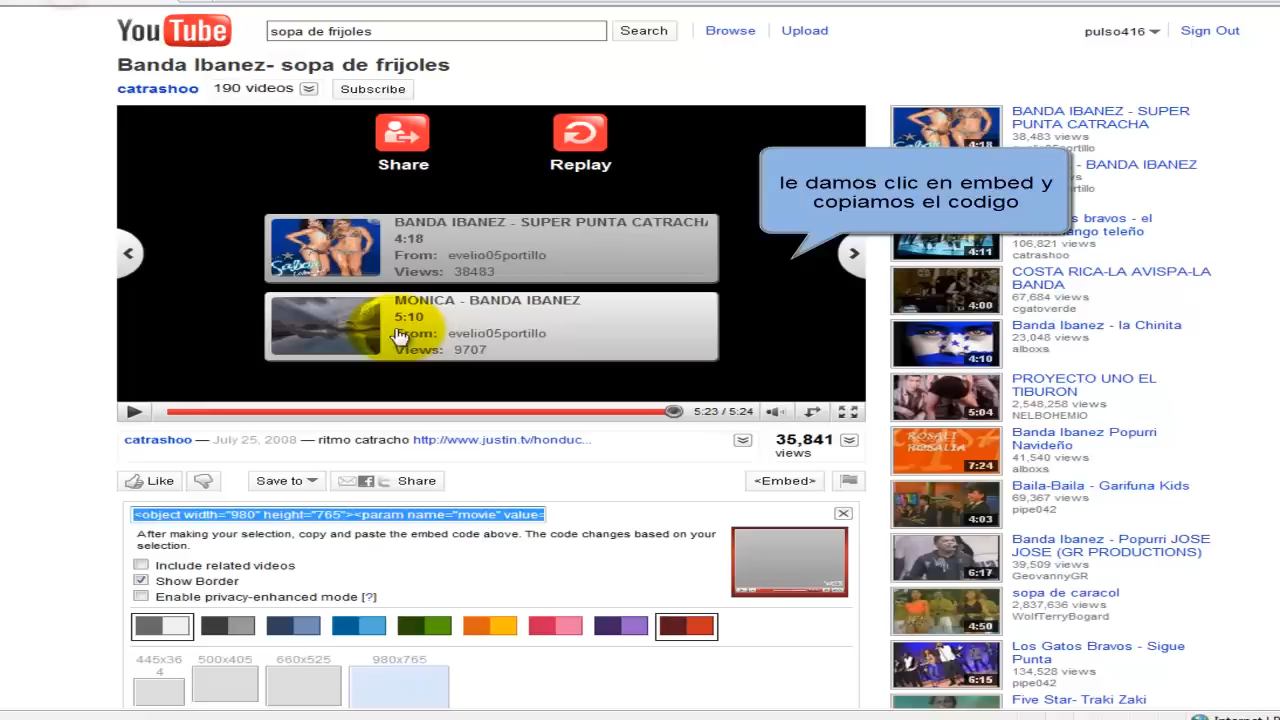 YouTube
sopa de frijoles
Search
Browse
Upload
pulso416
Sign Out
Banda Ibanez- sopa de frijoles
catrashoo
190 videos
Subscribe
Share
Replay
BANDA IBANEZ - SUPER PUNTA CATRACHA
4:18
From: evelio05portillo
Views: 38483
MONICA - BANDA IBANEZ
5:10
From: evelio05portillo
Views: 9707
le damos clic en embed y
copiamos el codigo
5:23 / 5:24
catrashoo — July 25, 2008 — ritmo catracho http://www.justin.tv/honduc...
35,841
views
Like
Save to
Share
<Embed>
<object width="980" height="765"><param name="movie" value=
After making your selection, copy and paste the embed code above. The code changes based on your
selection.
Include related videos
Show Border
Enable privacy-enhanced mode [?]
445x36
4
500x405
660x525
980x765
BANDA IBANEZ - SUPER
PUNTA CATRACHA
38,483 views
4:18
- BANDA IBANEZ
bravos - el
teleño
106,821 views
catrashoo
4:11
COSTA RICA-LA AVISPA-LA
BANDA
67,684 views
cgatoverde
4:00
Banda Ibanez - la Chinita
23,048 views
alboxs
4:10
PROYECTO UNO EL
TIBURON
2,548,258 views
NELBOHEMIO
5:04
Banda Ibanez Popurri
Navideño
41,540 views
alboxs
7:24
Baila-Baila - Garifuna Kids
69,367 views
pipe042
4:03
Banda Ibanez - Popurri JOSE
JOSE (GR PRODUCTIONS)
39,509 views
GeovannyGR
6:17
sopa de caracol
2,837,636 views
WolfTerryBogard
4:50
Los Gatos Bravos - Sigue
Punta
134,528 views
pipe042
6:15
Five Star- Traki Zaki